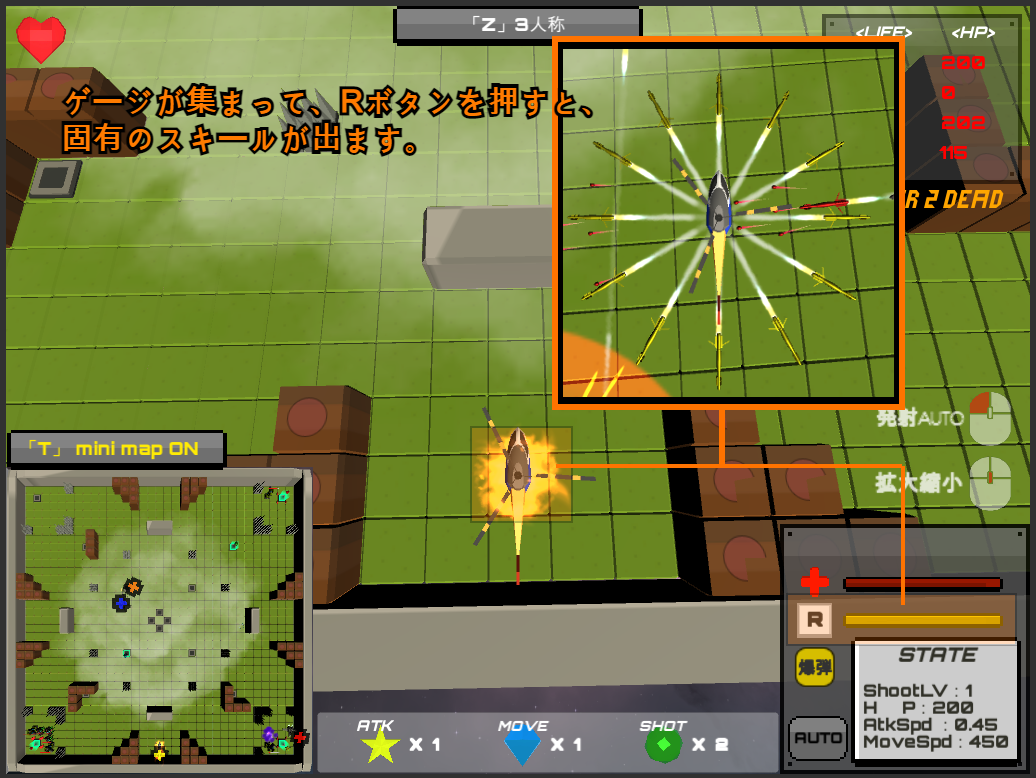 「Z」3人称
<LIFE> <HP>
200
0
202
115
R 2 DEAD
ゲージが集まって、Rボタンを押すと、
固有のスキールが出ます。
発射AUTO
拡大縮小
「T」 mini map ON
R
爆弾
AUTO
STATE
ShootLV : 1
H P : 200
AtkSpd : 0.45
MoveSpd : 450
ATK MOVE SHOT
X 1 X 1 X 2